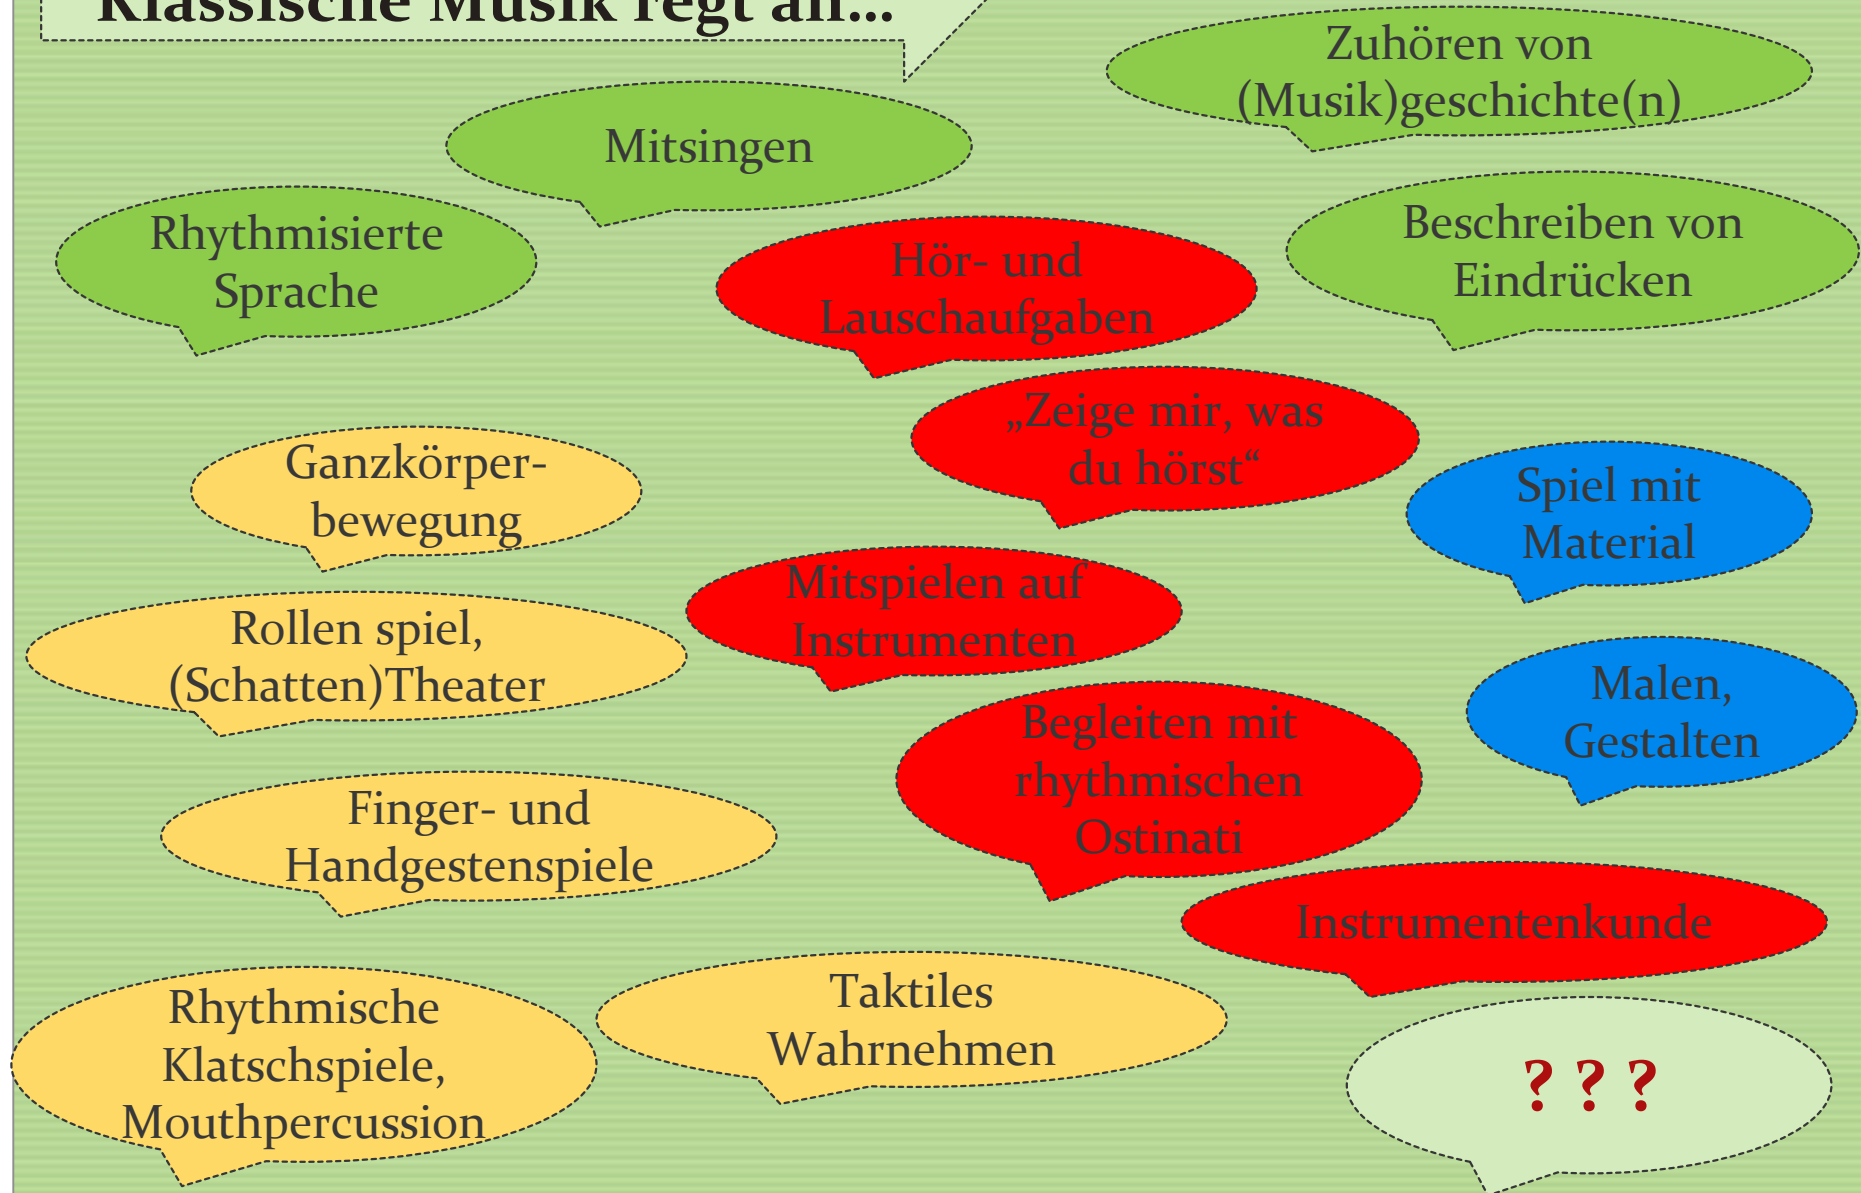 Klassische Musik regt an...
Zuhören von
(Musik)geschichte(n)
Mitsingen
Rhythmisierte
Sprache
Beschreiben von
Eindrücken
Hör- und
Lauschaufgaben
„Zeige mir, was
du hörst“
Ganzkörper-
bewegung
Spiel mit
Material
Mitspielen auf
Instrumenten
Rollen spiel,
(Schatten)Theater
Malen,
Gestalten
Begleiten mit
rhythmischen
Ostinati
Finger- und
Handgestenspiele
Instrumentenkunde
Taktiles
Wahrnehmen
Rhythmische
Klatschspiele,
Mouthpercussion
? ? ?